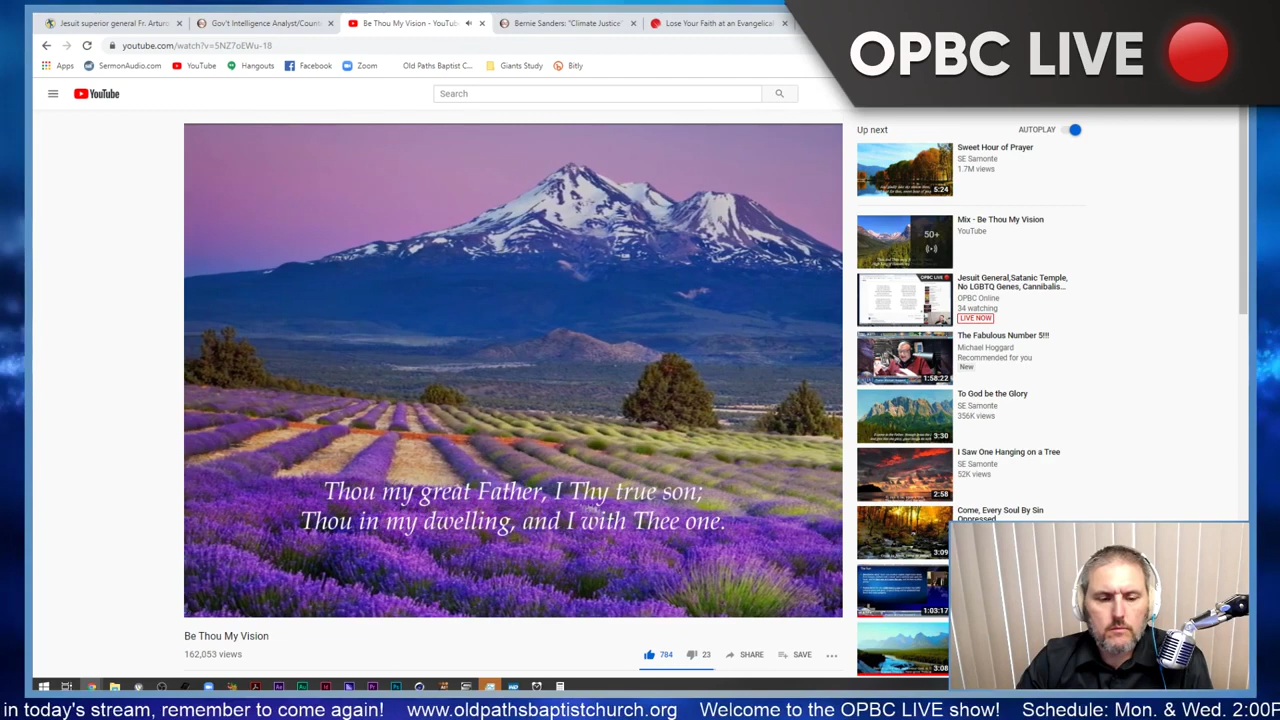 Jesuit superior general Fr. Arturo
Gov't Intelligence Analyst/Count
Be Thou My Vision - YouTub
Bernie Sanders: "Climate Justice"
Lose Your Faith at an Evangelical
OPBC LIVE
youtube.com/watch?v=5NZ7oEWu-18
Apps
SermonAudio.com
YouTube
Hangouts
Facebook
Zoom
Old Paths Baptist C...
Giants Study
Bitly
YouTube
Search
Up next
AUTOPLAY
Sweet Hour of Prayer
SE Samonte
1.7M views
6:24
Mix - Be Thou My Vision
YouTube
50+
Jesuit General,Satanic Temple,
No LGBTQ Genes, Cannibalis...
OPBC Online
34 watching
LIVE NOW
The Fabulous Number 5!!!
Michael Hoggard
Recommended for you
New
1:58:22
To God be the Glory
SE Samonte
356K views
3:30
I Saw One Hanging on a Tree
SE Samonte
52K views
2:58
Come, Every Soul By Sin
Oppressed
3:09
1:03:17
3:08
Thou my great Father, I Thy true son;
Thou in my dwelling, and I with Thee one.
Be Thou My Vision
162,053 views
784
23
SHARE
SAVE
in today's stream, remember to come again! www.oldpathsbaptistchurch.org Welcome to the OPBC LIVE show! Schedule: Mon. & Wed. 2:00P